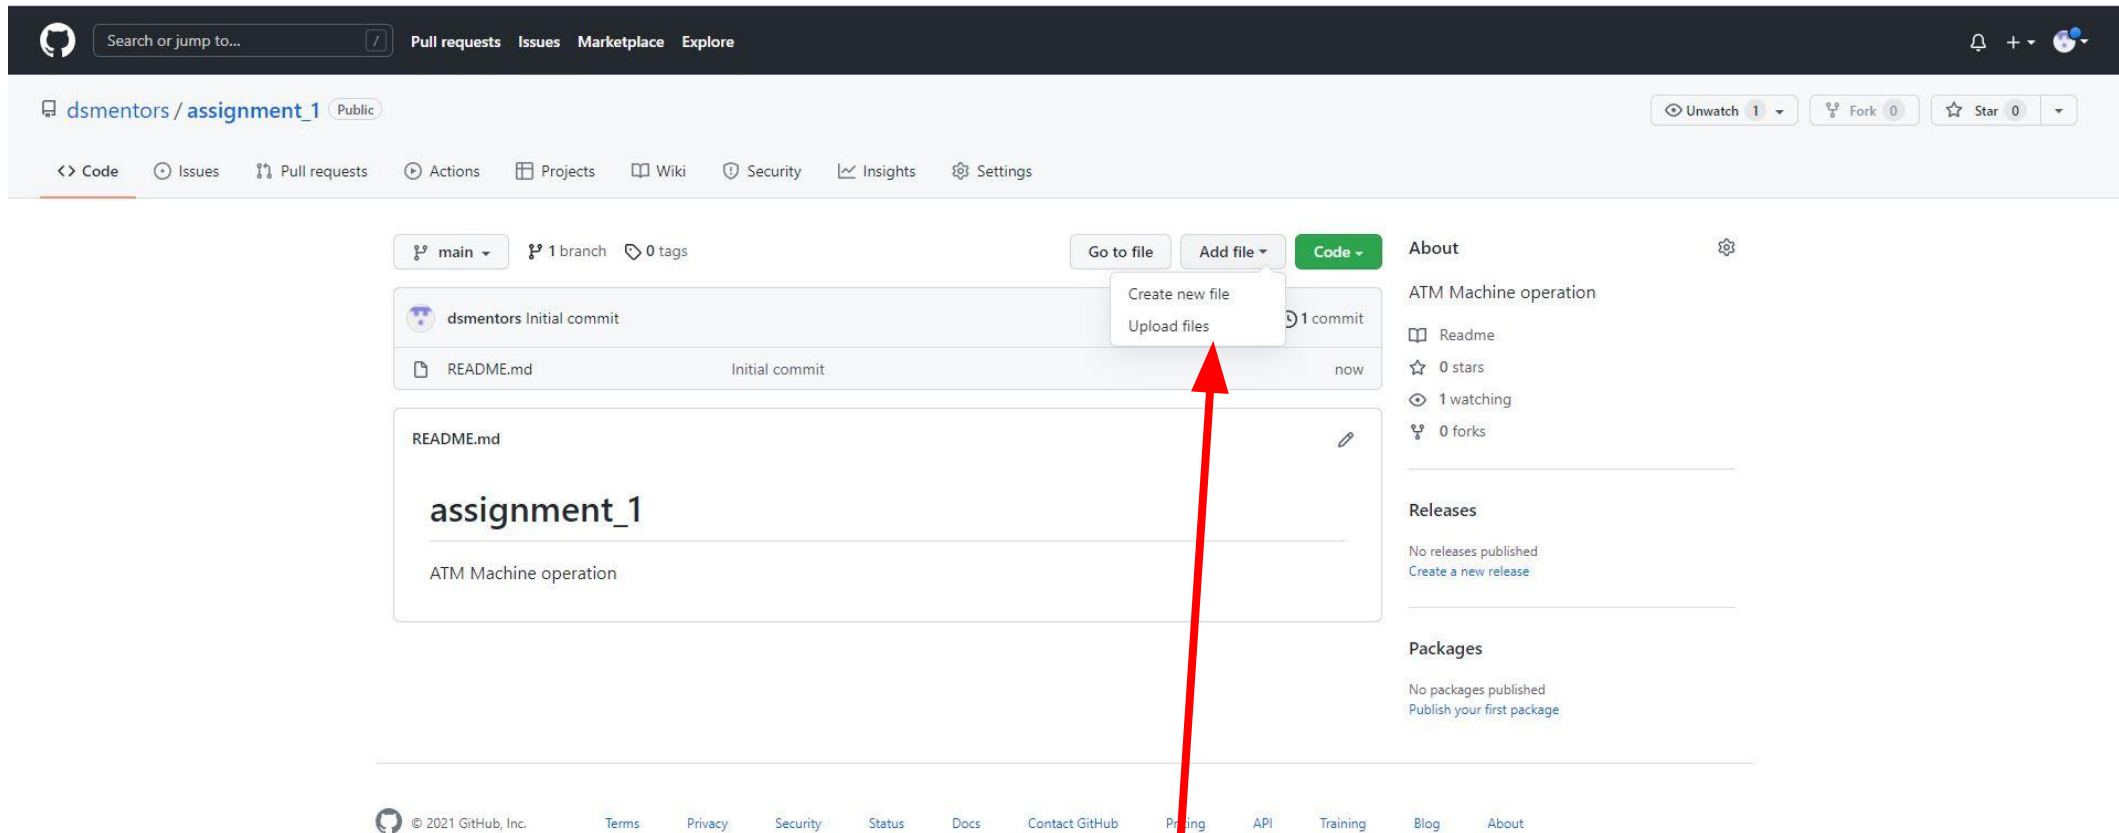 Search or jump to... / Pull requests Issues Marketplace Explore
dsmentors / assignment_1 Public Unwatch 1 Fork 0 Star 0
Code Issues Pull requests Actions Projects Wiki Security Insights Settings
main 1 branch 0 tags Go to file Add file Code About
Create new file
Upload files
ATM Machine operation
dsmentors Initial commit 1 commit
Readme
README.md Initial commit now
0 stars
1 watching
0 forks
README.md
assignment_1
ATM Machine operation
Releases
No releases published
Create a new release
Packages
No packages published
Publish your first package
© 2021 GitHub, Inc. Terms Privacy Security Status Docs Contact GitHub Pricing API Training Blog About